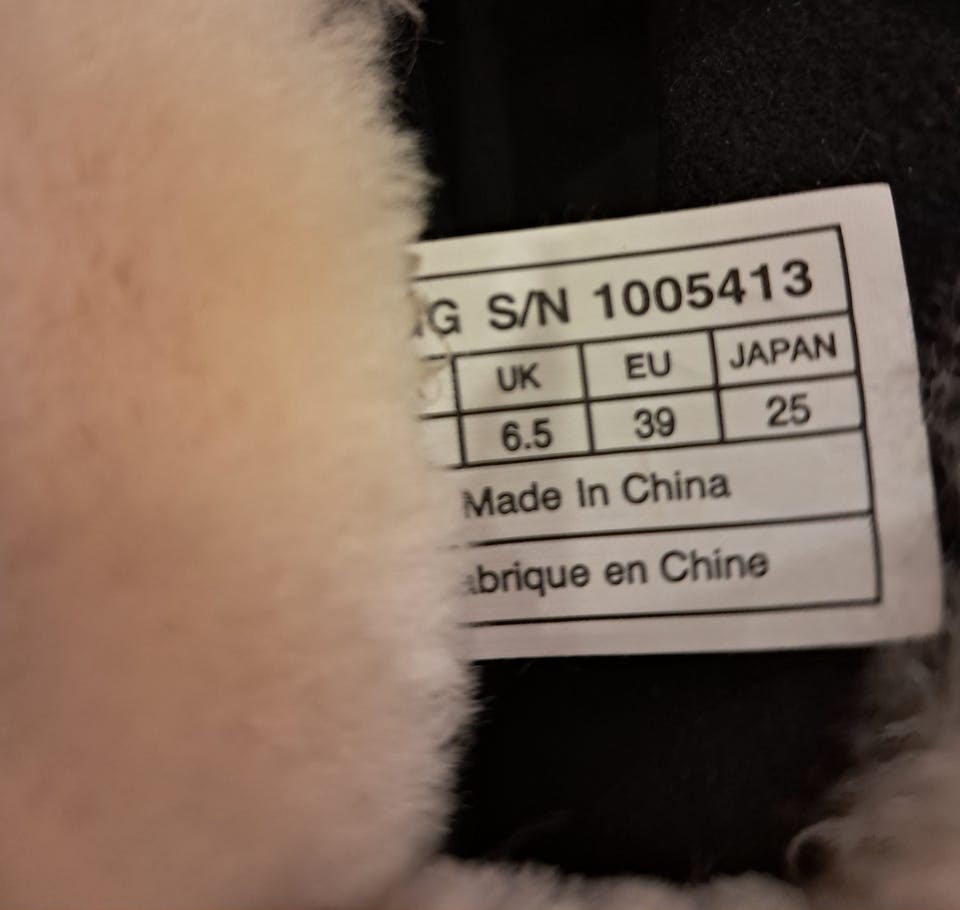 G S/N 1005413
UK EU JAPAN
6.5 39 25
Made In China
abrique en Chine